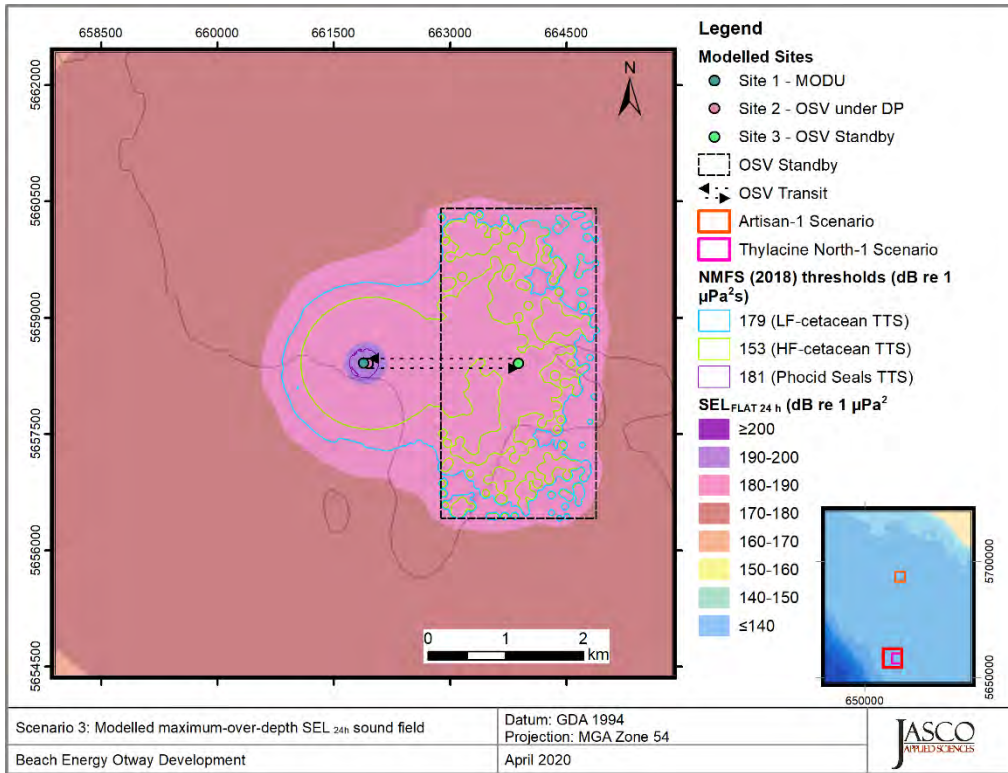 658500 660000 661500 663000 664500
5662000
5660500
5659000
5657500
5656000
5654500
N
0 1 2
km
Legend
Modelled Sites
Site 1 - MODU
Site 2 - OSV under DP
Site 3 - OSV Standby
OSV Standby
OSV Transit
Artisan-1 Scenario
Thylacine North-1 Scenario
NMFS (2018) thresholds (dB re 1
µPa²s)
179 (LF-cetacean TTS)
153 (HF-cetacean TTS)
181 (Phocid Seals TTS)
SELFLAT 24 h (dB re 1 µPa²
≥200
190-200
180-190
170-180
160-170
150-160
140-150
≤140
5700000
5650000
650000
Scenario 3: Modelled maximum-over-depth SEL 24h sound field
Beach Energy Otway Development
Datum: GDA 1994
Projection: MGA Zone 54
April 2020
JASCO
APPLIED SCIENCES